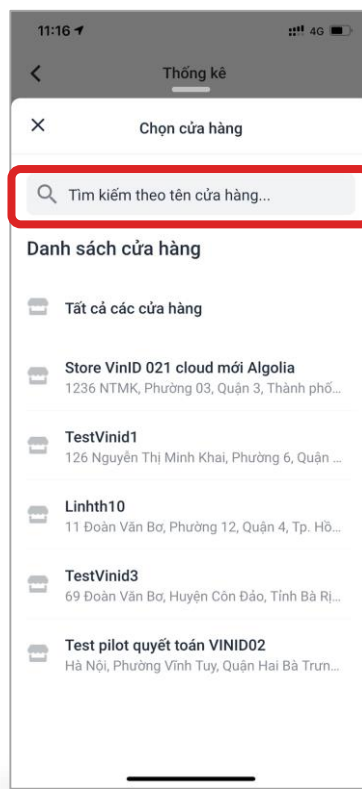 11:16
4G
Thống kê
Chọn cửa hàng
Tìm kiếm theo tên cửa hàng...
Danh sách cửa hàng
Tất cả các cửa hàng
Store VinID 021 cloud mới Algolia
1236 NTMK, Phường 03, Quận 3, Thành phố...
TestVinid1
126 Nguyễn Thị Minh Khai, Phường 6, Quận ...
Linhth10
11 Đoàn Văn Bơ, Phường 12, Quận 4, Tp. Hồ...
TestVinid3
69 Đoàn Văn Bơ, Huyện Côn Đảo, Tỉnh Bà Rị...
Test pilot quyết toán VINID02
Hà Nội, Phường Vĩnh Tuy, Quận Hai Bà Trưn...